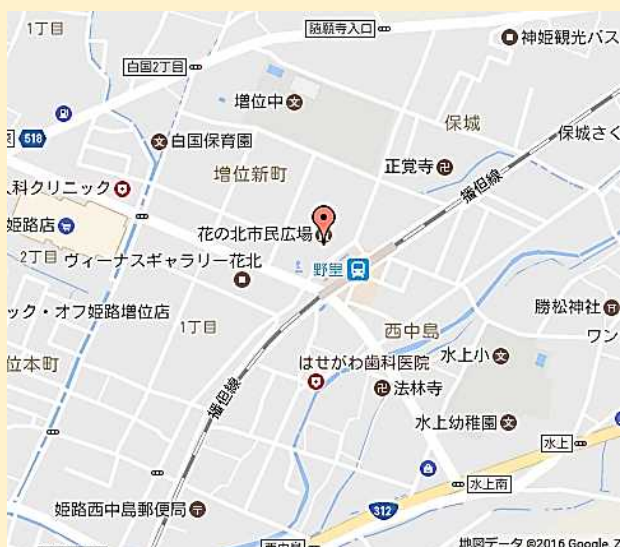 1丁目
随願寺入口
神姫観光バス
白国2丁目
増位中
保城
518
白国保育園
保城さく
増位新町
正覚寺
人科クリニック
播但線
姫路店
花の北市民広場
2丁目
ヴィーナスギャラリー花北
野里
ック・オフ姫路増位店
勝松神社
1丁目
西中島
ワン
はせがわ歯科医院
水上小
位本町
法林寺
播但線
水上幼稚園
水上
水上南
姫路西中島郵便局
312
西中島
地図データ ©2016 Google